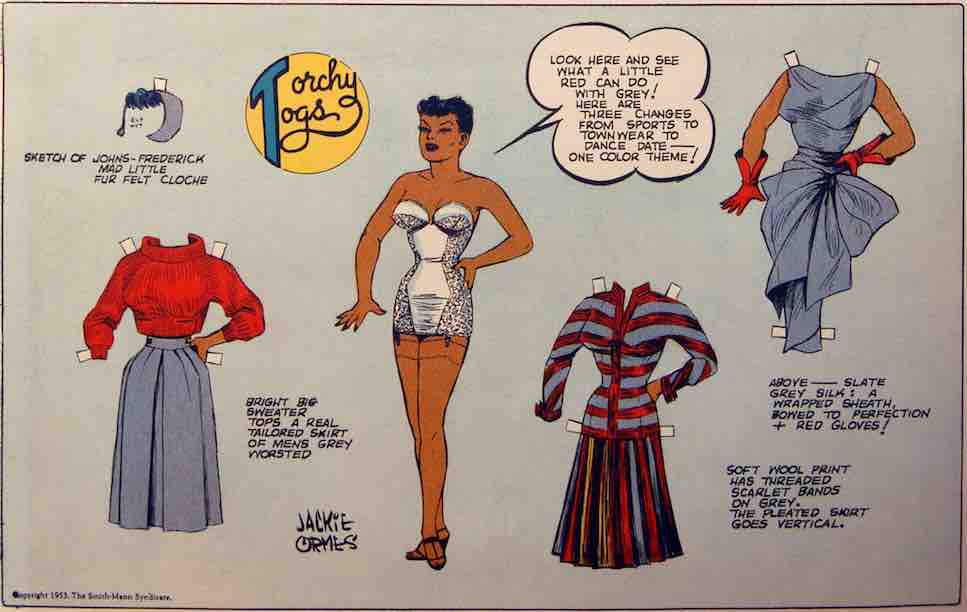 Torchy
Togs
LOOK HERE AND SEE
WHAT A LITTLE
RED CAN DO
WITH GREY!
HERE ARE
THREE CHANGES
FROM SPORTS TO
TOWNWEAR TO
DANCE DATE —
ONE COLOR THEME!
SKETCH OF JOHNS-FREDERICK
MAD LITTLE
FUR FELT CLOCHE
BRIGHT BIG
SWEATER
TOPS A REAL
TAILORED SKIRT
OF MENS GREY
WORSTED
ABOVE — SLATE
GREY SILK: A
WRAPPED SHEATH,
BOWED TO PERFECTION
+ RED GLOVES!
SOFT WOOL PRINT
HAS THREADED
SCARLET BANDS
ON GREY.
THE PLEATED SKIRT
GOES VERTICAL.
JACKIE
ORMES
Copyright 1953. The Smith-Mann Syndicate.